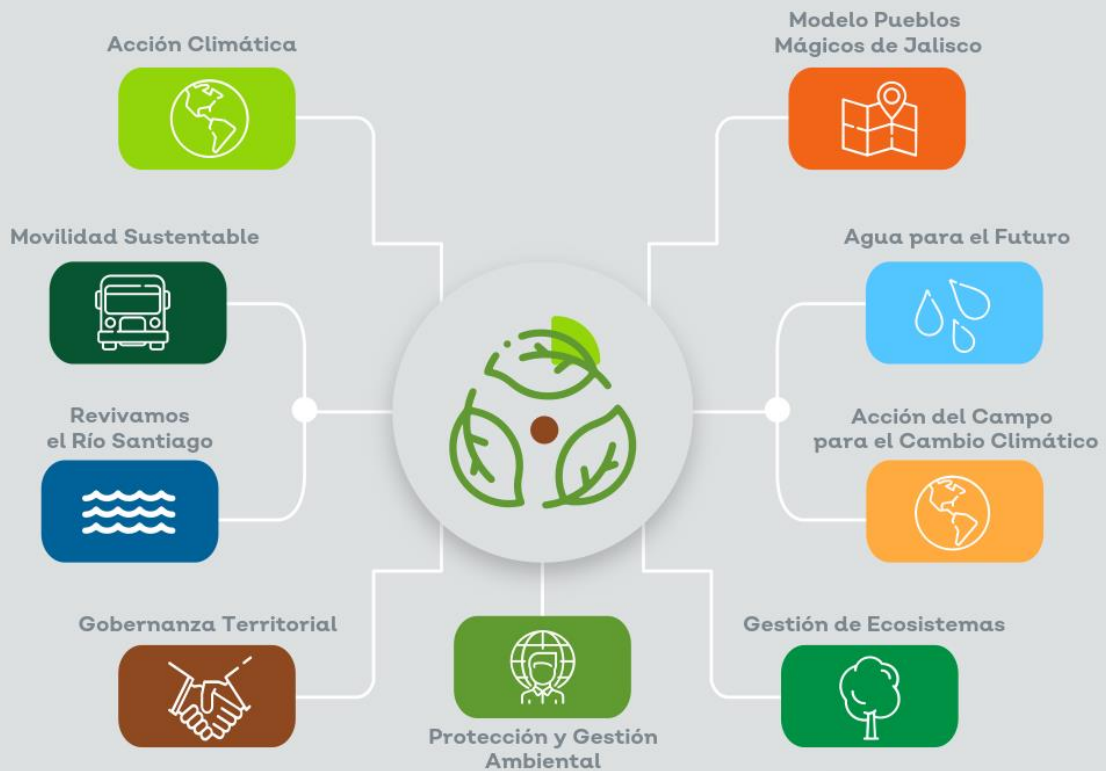 Acción Climática
Modelo Pueblos
Mágicos de Jalisco
Movilidad Sustentable
Agua para el Futuro
Revivamos
el Río Santiago
Acción del Campo
para el Cambio Climático
Gobernanza Territorial
Gestión de Ecosistemas
Protección y Gestión
Ambiental